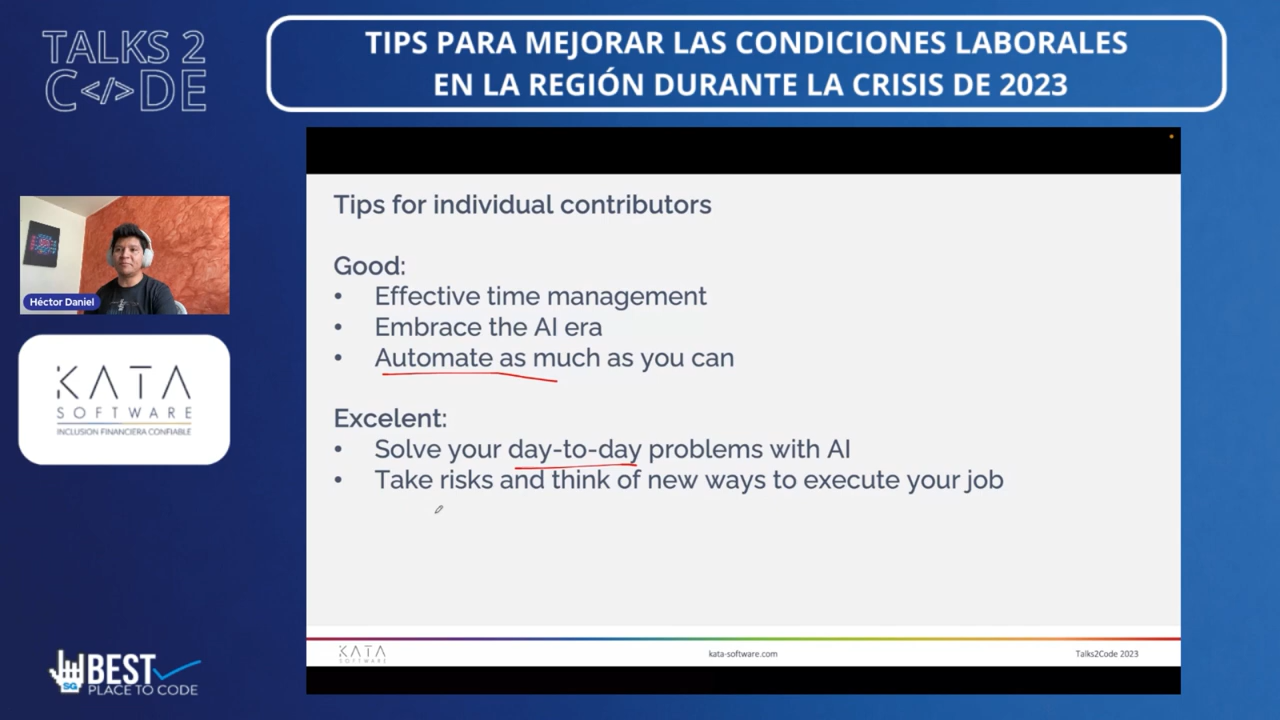 TALKS 2
C</>DE
TIPS PARA MEJORAR LAS CONDICIONES LABORALES
EN LA REGIÓN DURANTE LA CRISIS DE 2023
Héctor Daniel
KATA
SOFTWARE
INCLUSIÓN FINANCIERA CONFIABLE
Tips for individual contributors
Good:
• Effective time management
• Embrace the AI era
• Automate as much as you can
Excelent:
• Solve your day-to-day problems with AI
• Take risks and think of new ways to execute your job
KATA
SOFTWARE
kata-software.com
Talks2Code 2023
SG
BEST
PLACE TO CODE